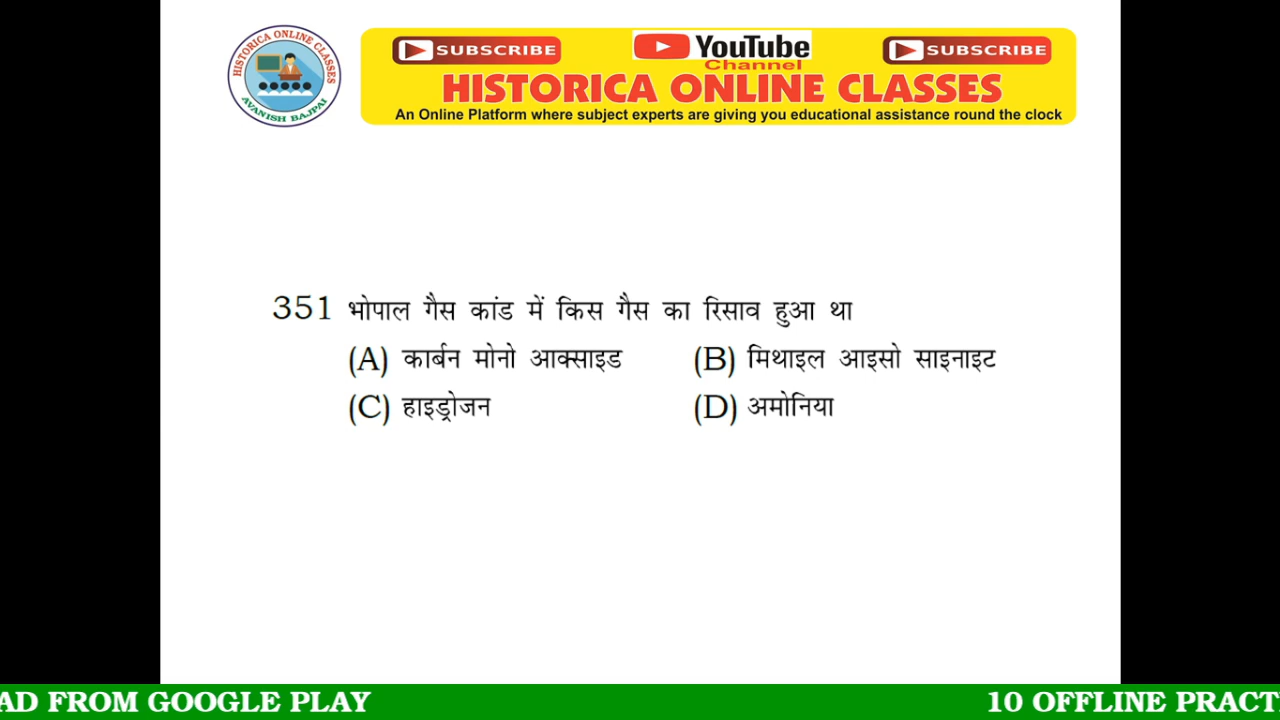 HISTORICA ONLINE CLASSES
AVANISH BAJPAI
SUBSCRIBE
YouTube
SUBSCRIBE
Channel
HISTORICA ONLINE CLASSES
An Online Platform where subject experts are giving you educational assistance round the clock
351 भोपाल गैस कांड में किस गैस का रिसाव हुआ था
(A) कार्बन मोनो आक्साइड (B) मिथाइल आइसो साइनाइट
(C) हाइड्रोजन (D) अमोनिया
AD FROM GOOGLE PLAY 10 OFFLINE PRACT